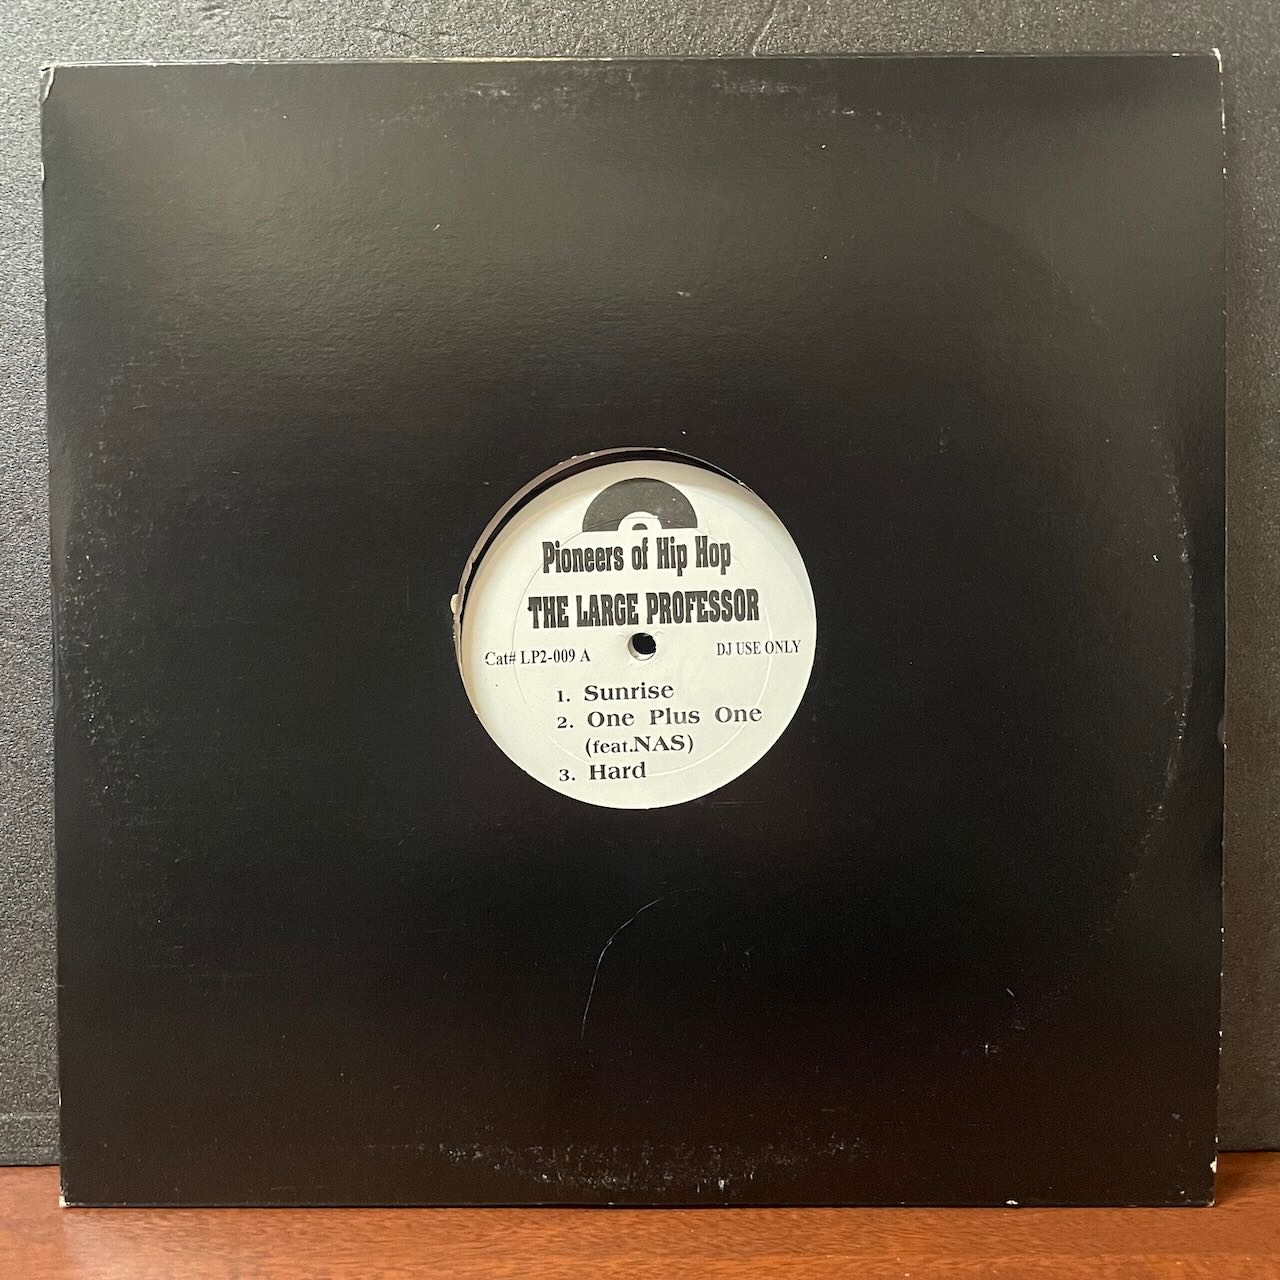 Pioneers of Hip Hop
THE LARGE PROFESSOR
Cat# LP2-009 A
DJ USE ONLY
1. Sunrise
2. One Plus One
(feat.NAS)
3. Hard